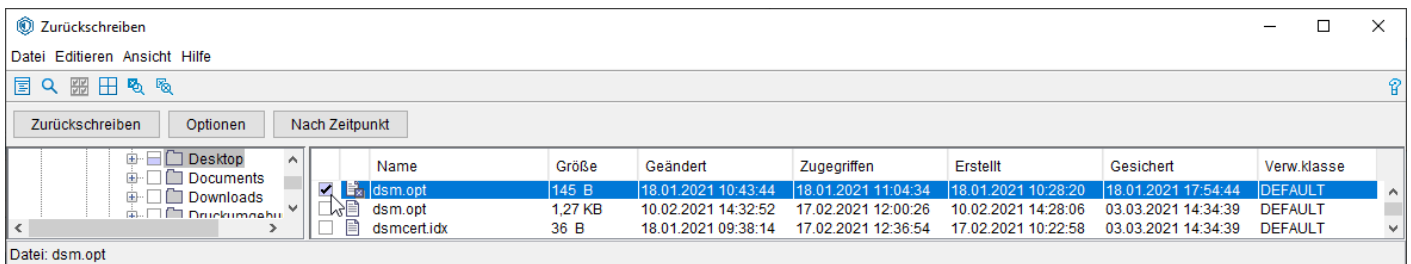 Zurückschreiben
Datei Editieren Ansicht Hilfe
Zurückschreiben Optionen Nach Zeitpunkt
Desktop
Documents
Downloads
Name Größe Geändert Zugegriffen Erstellt Gesichert Verw.klasse
dsm.opt 145 B 18.01.2021 10:43:44 18.01.2021 11:04:34 18.01.2021 10:28:20 18.01.2021 17:54:44 DEFAULT
dsm.opt 1,27 KB 10.02.2021 14:32:52 17.02.2021 12:00:26 10.02.2021 14:28:06 03.03.2021 14:34:39 DEFAULT
dsmcert.idx 36 B 18.01.2021 09:38:14 17.02.2021 12:36:54 17.02.2021 10:22:58 03.03.2021 14:34:39 DEFAULT
Datei: dsm.opt